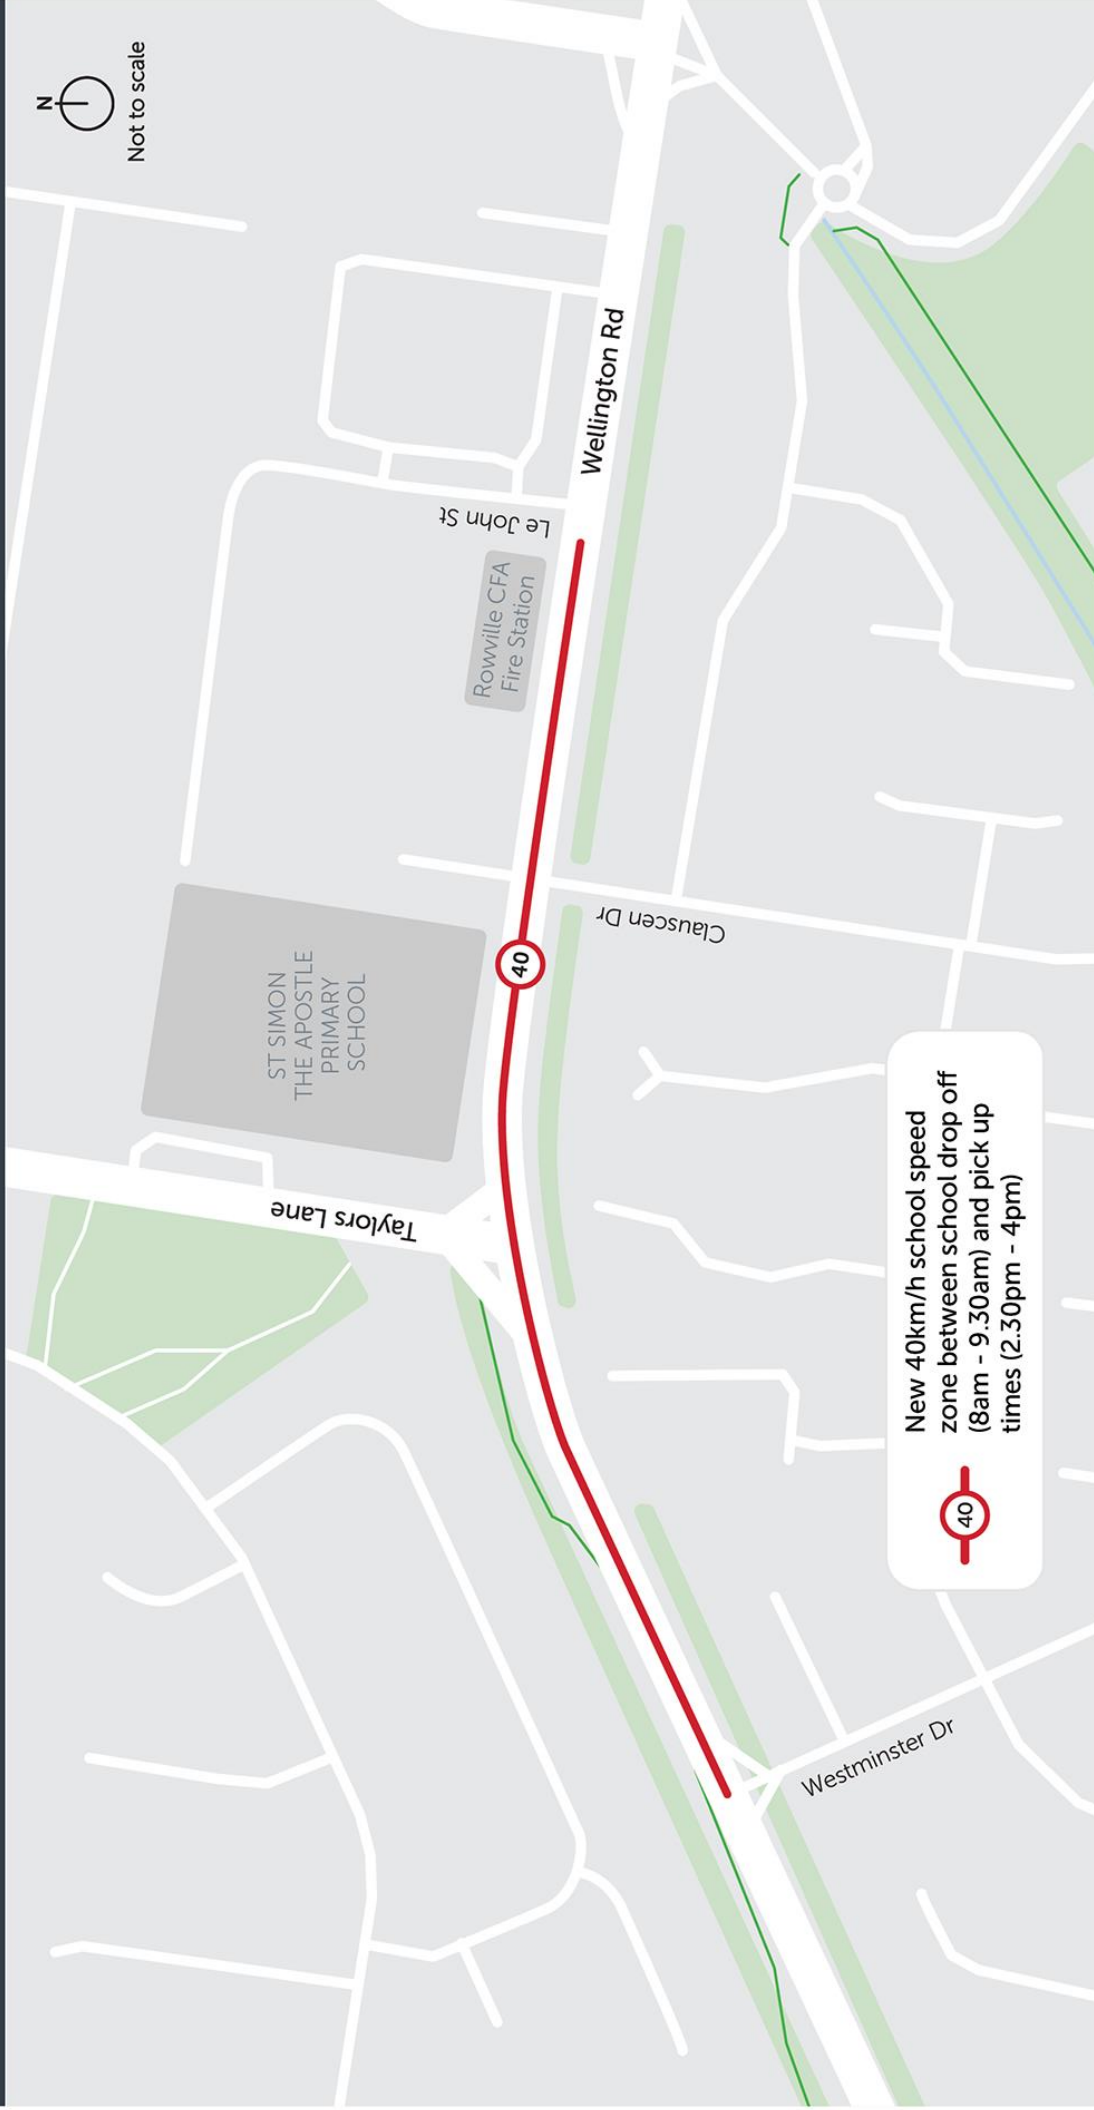 N
Not to scale
Wellington Rd
Le John St
Rowville CFA
Fire Station
Clauscen Dr
40
ST SIMON
THE APOSTLE
PRIMARY
SCHOOL
Taylors Lane
Westminster Dr
40
New 40km/h school speed
zone between school drop off
(8am - 9.30am) and pick up
times (2.30pm - 4pm)